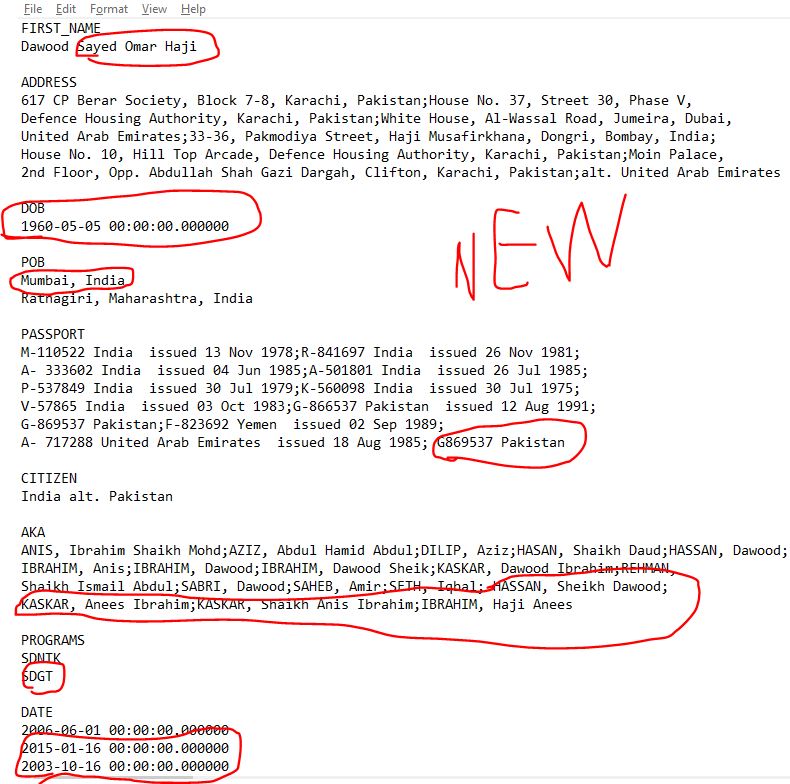 File Edit Format View Help
FIRST_NAME
Dawood Sayed Omar Haji
ADDRESS
617 CP Berar Society, Block 7-8, Karachi, Pakistan;House No. 37, Street 30, Phase V,
Defence Housing Authority, Karachi, Pakistan;White House, Al-Wassal Road, Jumeira, Dubai,
United Arab Emirates;33-36, Pakmodiya Street, Haji Musafirkhana, Dongri, Bombay, India;
House No. 10, Hill Top Arcade, Defence Housing Authority, Karachi, Pakistan;Moin Palace,
2nd Floor, Opp. Abdullah Shah Gazi Dargah, Clifton, Karachi, Pakistan;alt. United Arab Emirates
DOB
1960-05-05 00:00:00.000000
NEW
POB
Mumbai, India
Ratnagiri, Maharashtra, India
PASSPORT
M-110522 India  issued 13 Nov 1978;R-841697 India  issued 26 Nov 1981;
A- 333602 India  issued 04 Jun 1985;A-501801 India  issued 26 Jul 1985;
P-537849 India  issued 30 Jul 1979;K-560098 India  issued 30 Jul 1975;
V-57865 India  issued 03 Oct 1983;G-866537 Pakistan  issued 12 Aug 1991;
G-869537 Pakistan;F-823692 Yemen  issued 02 Sep 1989;
A- 717288 United Arab Emirates  issued 18 Aug 1985; G869537 Pakistan
CITIZEN
India alt. Pakistan
AKA
ANIS, Ibrahim Shaikh Mohd;AZIZ, Abdul Hamid Abdul;DILIP, Aziz;HASAN, Shaikh Daud;HASSAN, Dawood;
IBRAHIM, Anis;IBRAHIM, Dawood;IBRAHIM, Dawood Sheik;KASKAR, Dawood Ibrahim;REHMAN,
Shaikh Ismail Abdul;SABRI, Dawood;SAHEB, Amir;SETH, Iqbal; HASSAN, Sheikh Dawood;
KASKAR, Anees Ibrahim;KASKAR, Shaikh Anis Ibrahim;IBRAHIM, Haji Anees
PROGRAMS
SDNTK
SDGT
DATE
2006-06-01 00:00:00.000000
2015-01-16 00:00:00.000000
2003-10-16 00:00:00.000000